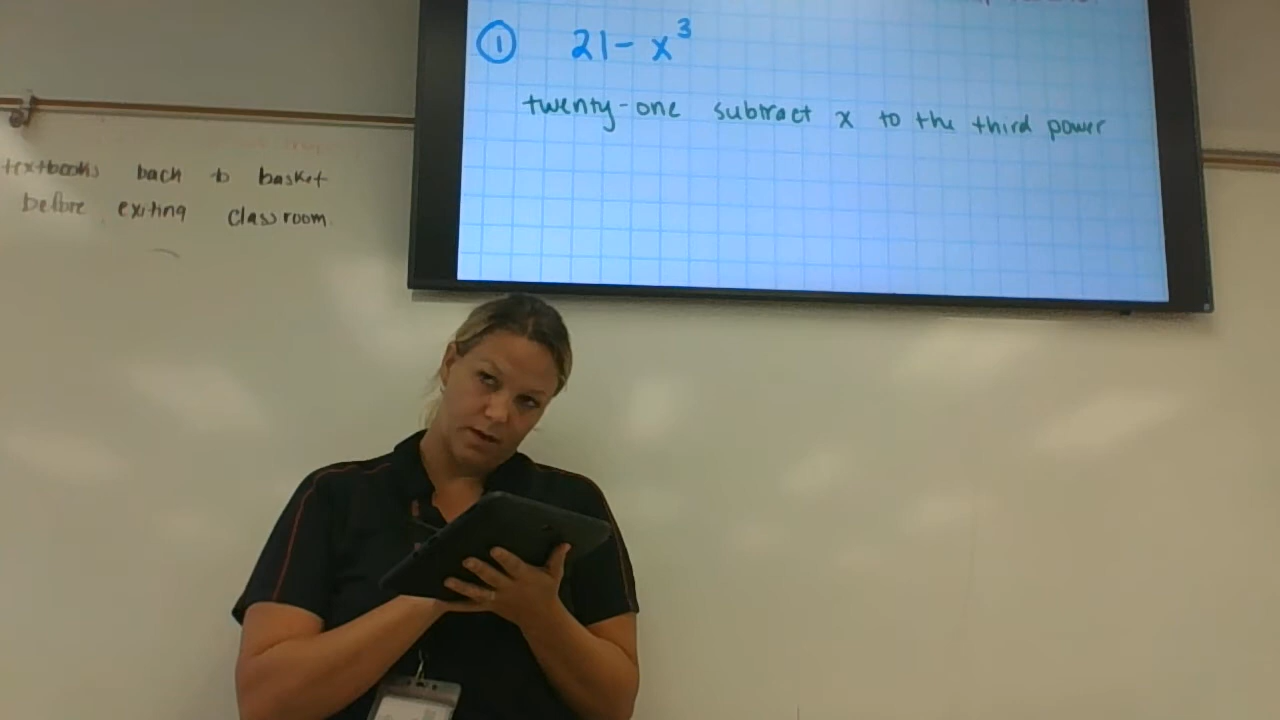 ① 21 - x³
twenty-one subtract x to the third power
textbooks back to basket
before exiting classroom.